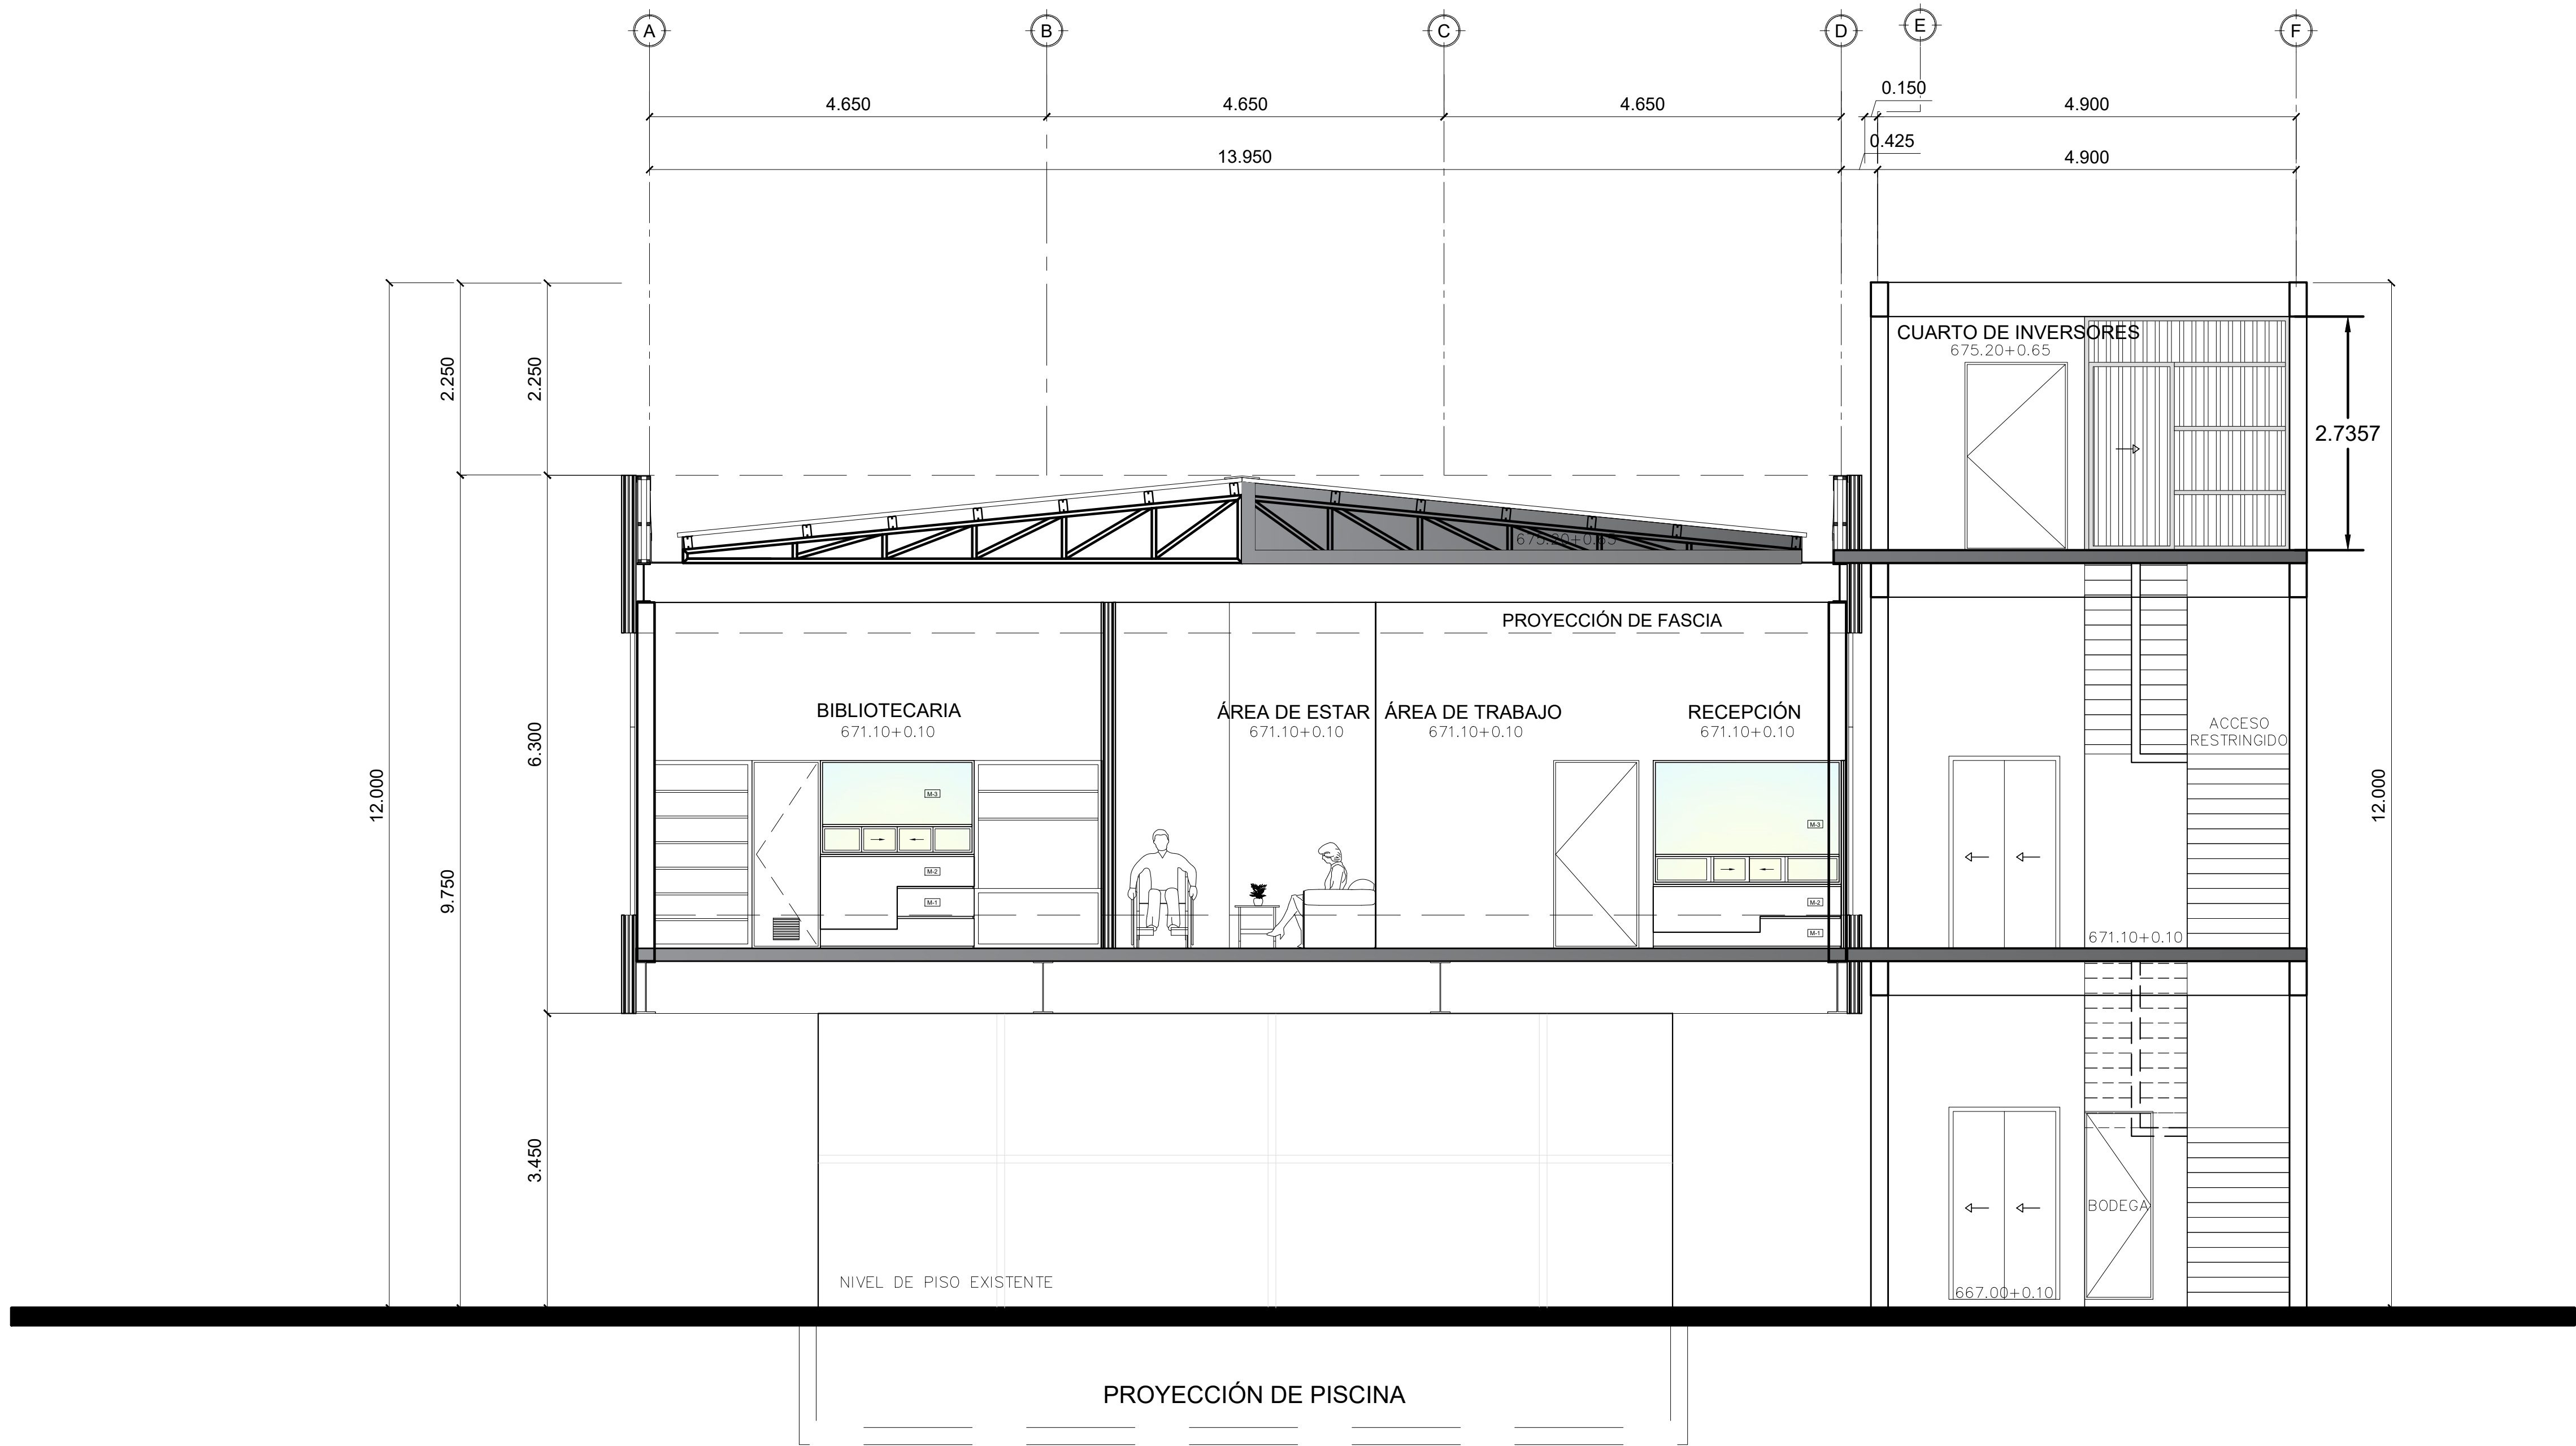 A
B
C
D
E
F
0.150
4.650
4.650
4.650
4.900
0.425
13.950
4.900
CUARTO DE INVERSORES
675.20+0.65
2.250
2.250
2.7357
PROYECCIÓN DE FASCIA
BIBLIOTECARIA
671.10+0.10
ÁREA DE ESTAR
671.10+0.10
ÁREA DE TRABAJO
671.10+0.10
RECEPCIÓN
671.10+0.10
ACCESO
RESTRINGIDO
6.300
12.000
12.000
M-3
M-3
M-2
M-1
M-2
M-1
9.750
671.10+0.10
3.450
BODEGA
NIVEL DE PISO EXISTENTE
667.00+0.10
PROYECCIÓN DE PISCINA